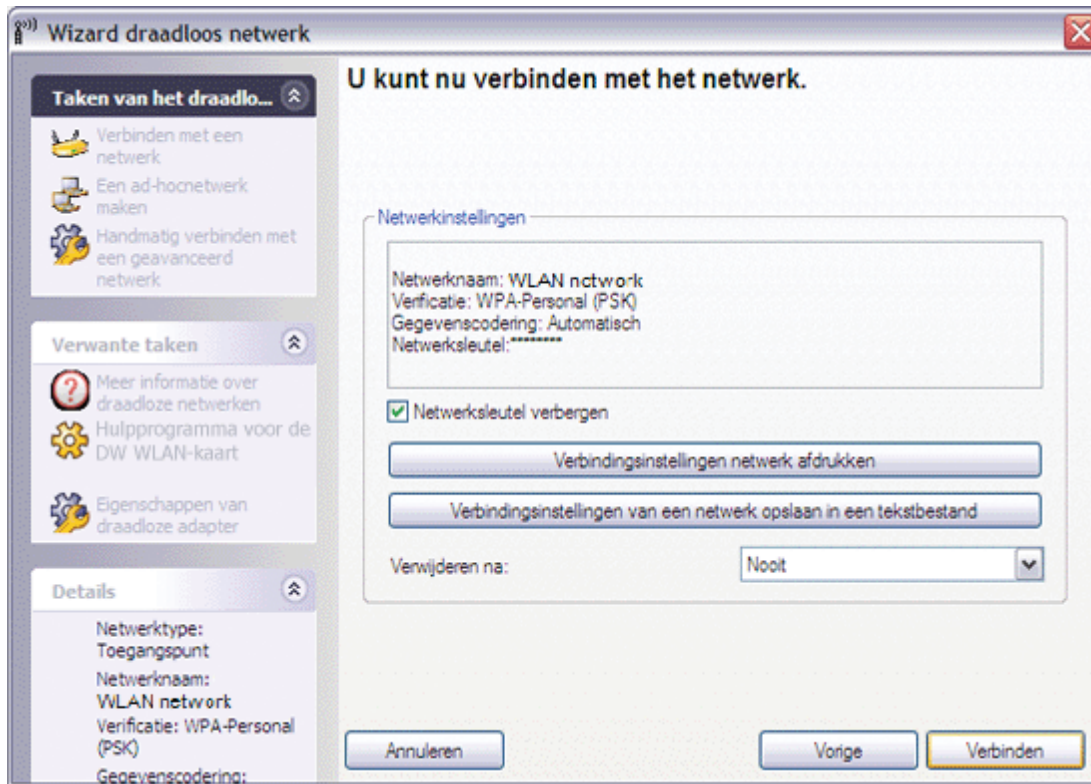 Wizard draadloos netwerk
Taken van het draadlo...
Verbinden met een
netwerk
Een ad-hocnetwerk
maken
Handmatig verbinden met
een geavanceerd
netwerk
Verwante taken
Meer informatie over
draadloze netwerken
Hulpprogramma voor de
DW WLAN-kaart
Eigenschappen van
draadloze adapter
Details
Netwerktype:
Toegangspunt
Netwerknaam:
WLAN network
Verificatie: WPA-Personal
(PSK)
Gegevenscodering:
U kunt nu verbinden met het netwerk.
Netwerkinstellingen
Netwerknaam: WLAN network
Verificatie: WPA-Personal (PSK)
Gegevenscodering: Automatisch
Netwerksleutel:********
Netwerksleutel verbergen
Verbindingsinstellingen netwerk afdrukken
Verbindingsinstellingen van een netwerk opslaan in een tekstbestand
Verwijderen na:
Nooit
Annuleren
Vorige
Verbinden